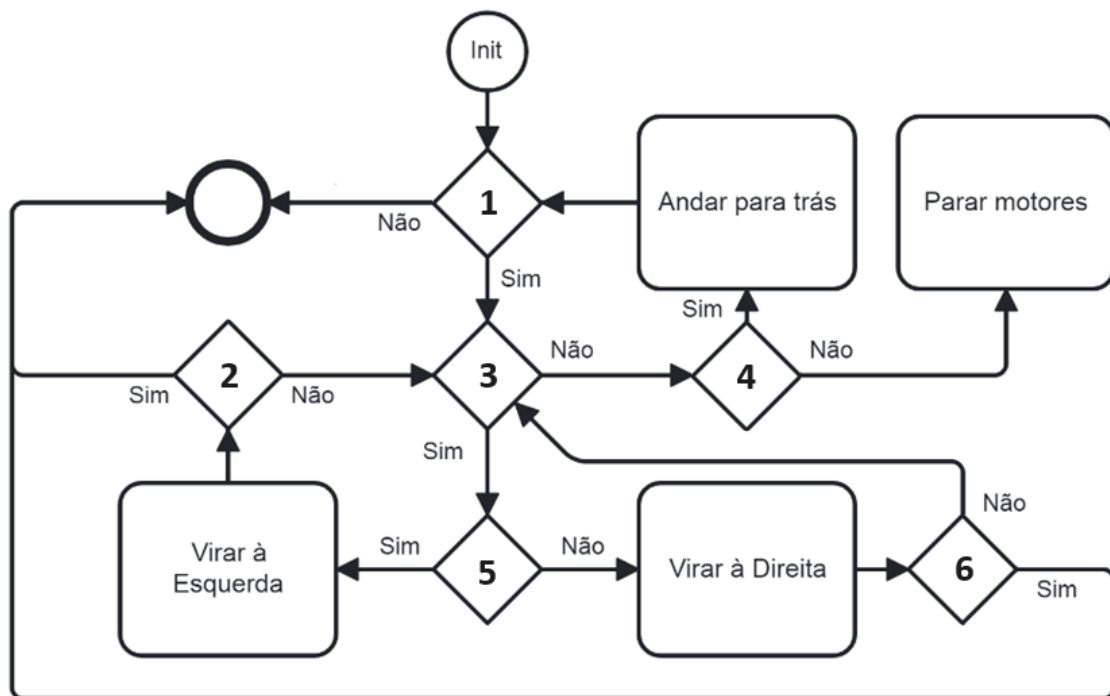 Init
1
Não
Sim
Andar para trás
Parar motores
Sim
2
Sim
Não
3
Não
4
Não
Sim
Não
Virar à
Esquerda
Sim
5
Não
Virar à Direita
6
Sim